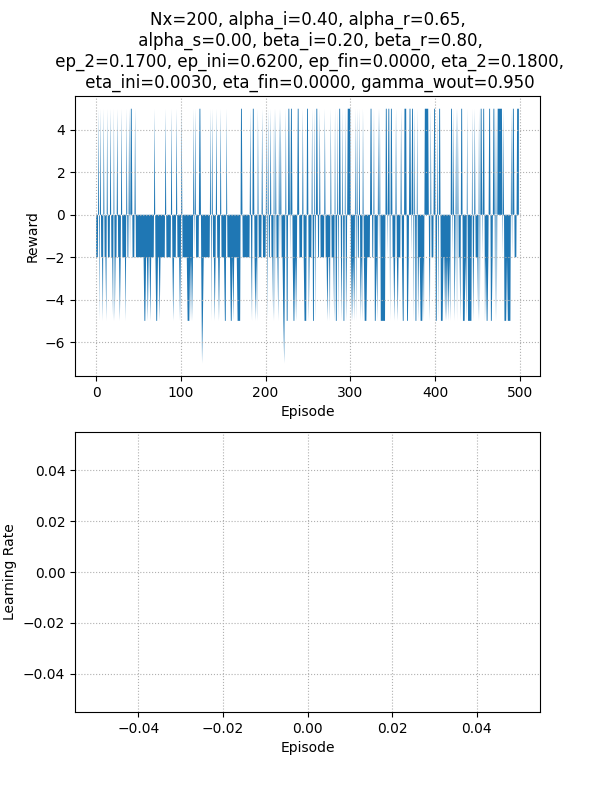 Nx=200, alpha_i=0.40, alpha_r=0.65,
alpha_s=0.00, beta_i=0.20, beta_r=0.80,
ep_2=0.1700, ep_ini=0.6200, ep_fin=0.0000, eta_2=0.1800,
eta_ini=0.0030, eta_fin=0.0000, gamma_wout=0.950
4
2
0
−2
−4
−6
Reward
0 100 200 300 400 500
Episode
0.04
0.02
0.00
−0.02
−0.04
Learning Rate
−0.04 −0.02 0.00 0.02 0.04
Episode